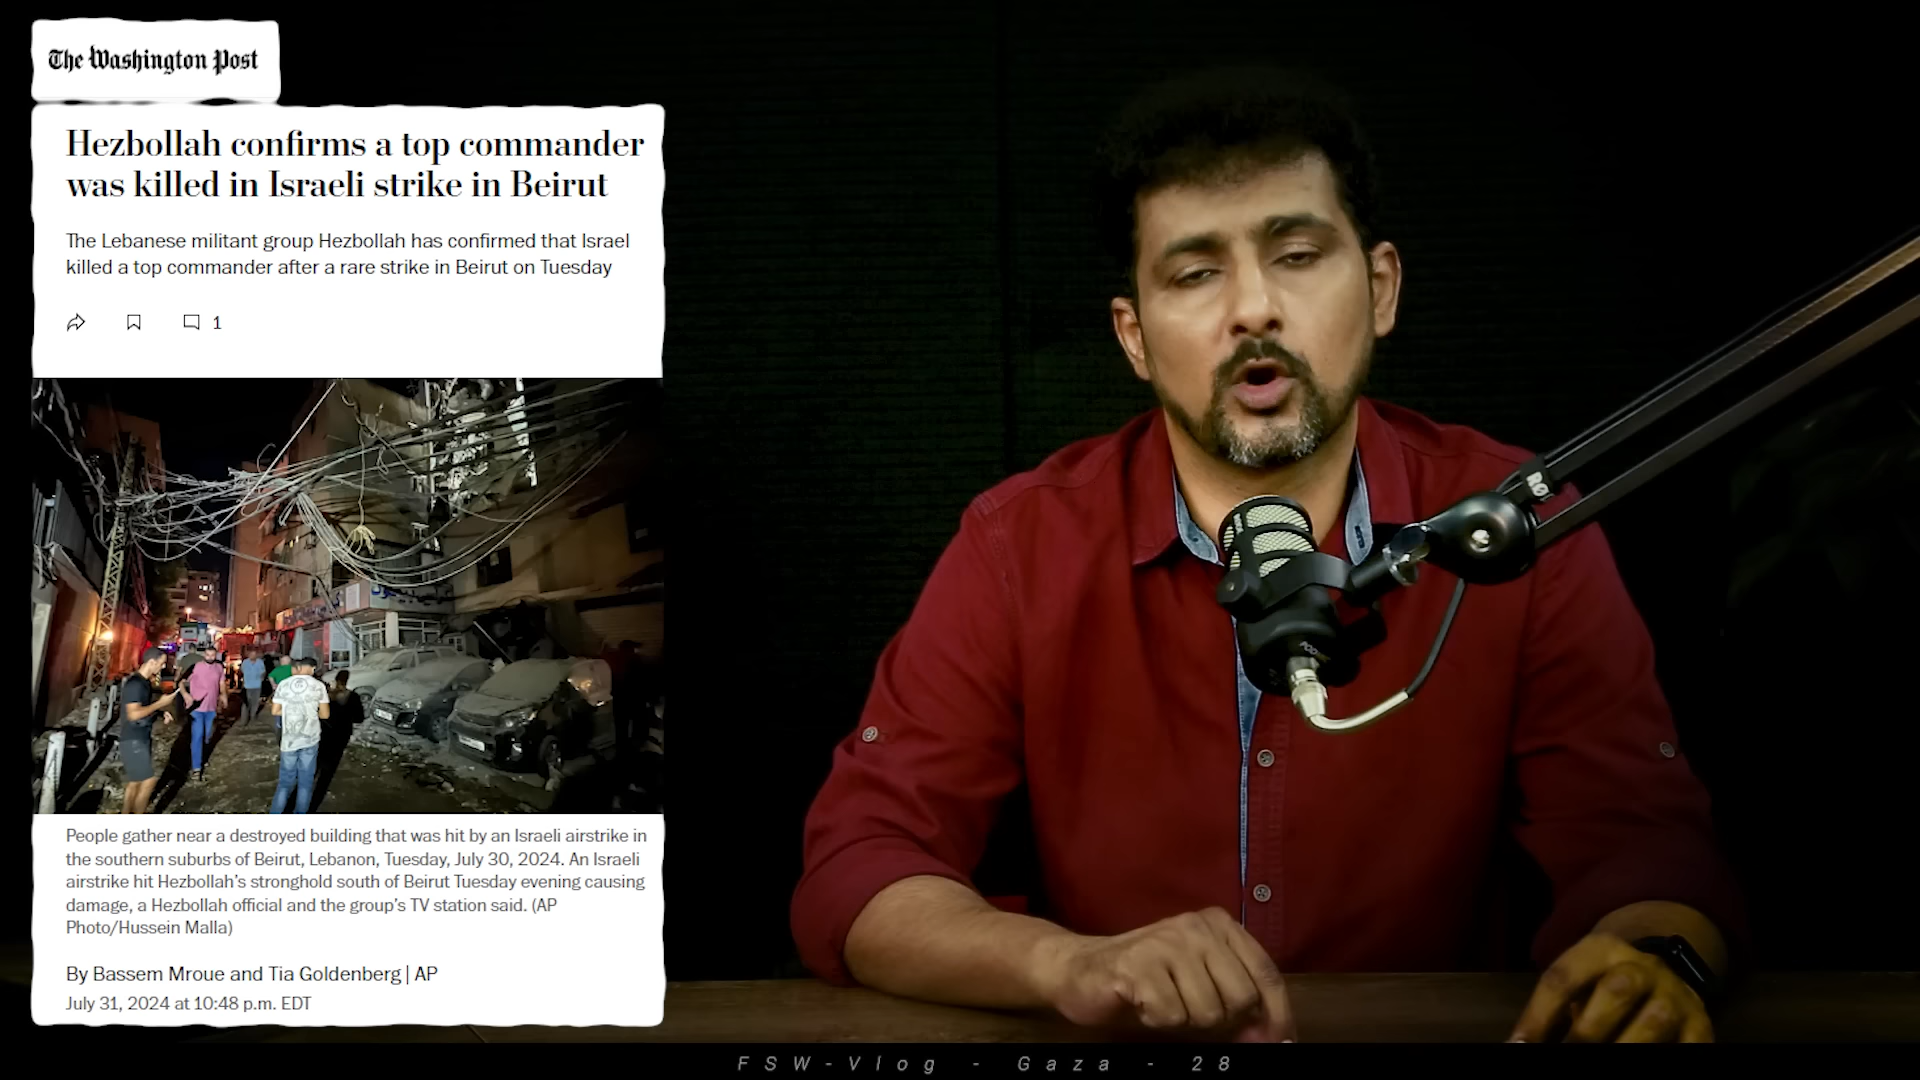 The Washington Post
Hezbollah confirms a top commander
was killed in Israeli strike in Beirut
The Lebanese militant group Hezbollah has confirmed that Israel
killed a top commander after a rare strike in Beirut on Tuesday
1
People gather near a destroyed building that was hit by an Israeli airstrike in
the southern suburbs of Beirut, Lebanon, Tuesday, July 30, 2024. An Israeli
airstrike hit Hezbollah's stronghold south of Beirut Tuesday evening causing
damage, a Hezbollah official and the group's TV station said. (AP
Photo/Hussein Malla)
By Bassem Mroue and Tia Goldenberg | AP
July 31, 2024 at 10:48 p.m. EDT
FSW-Vlog - Gaza - 28